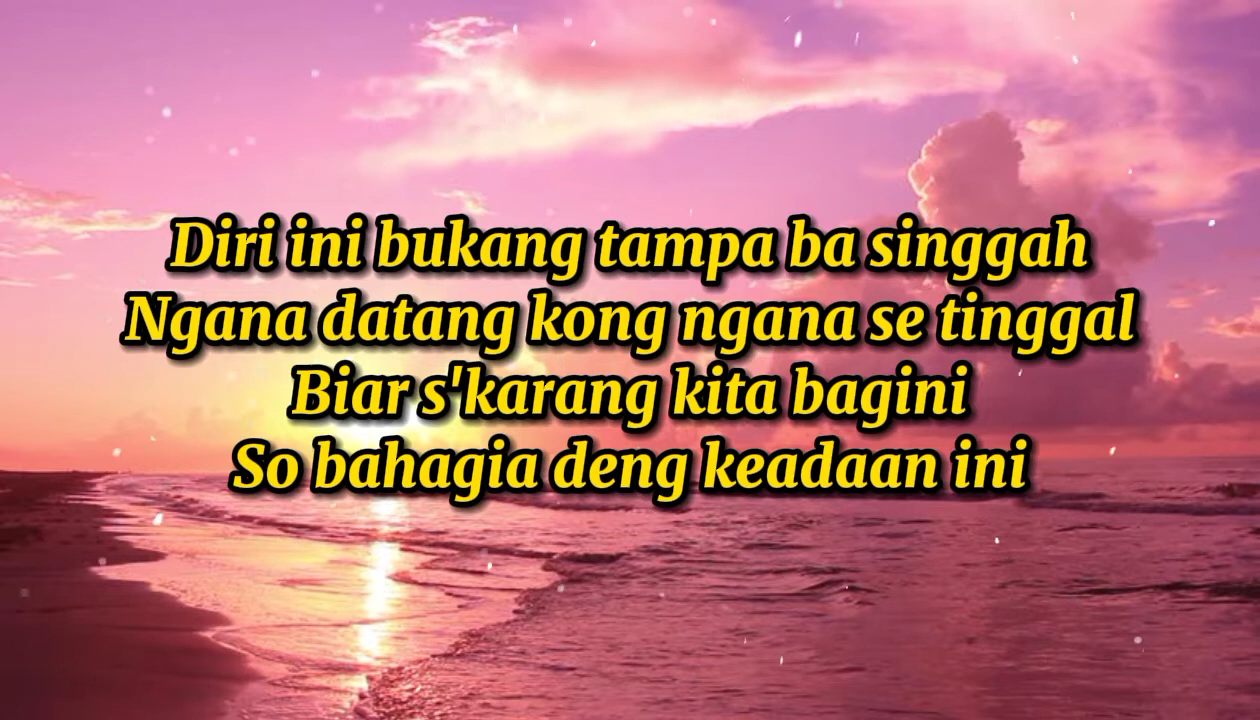 Diri ini bukang tampa ba singgah
Ngana datang kong ngana se tinggal
Biar s'karang kita bagini
So bahagia deng keadaan ini